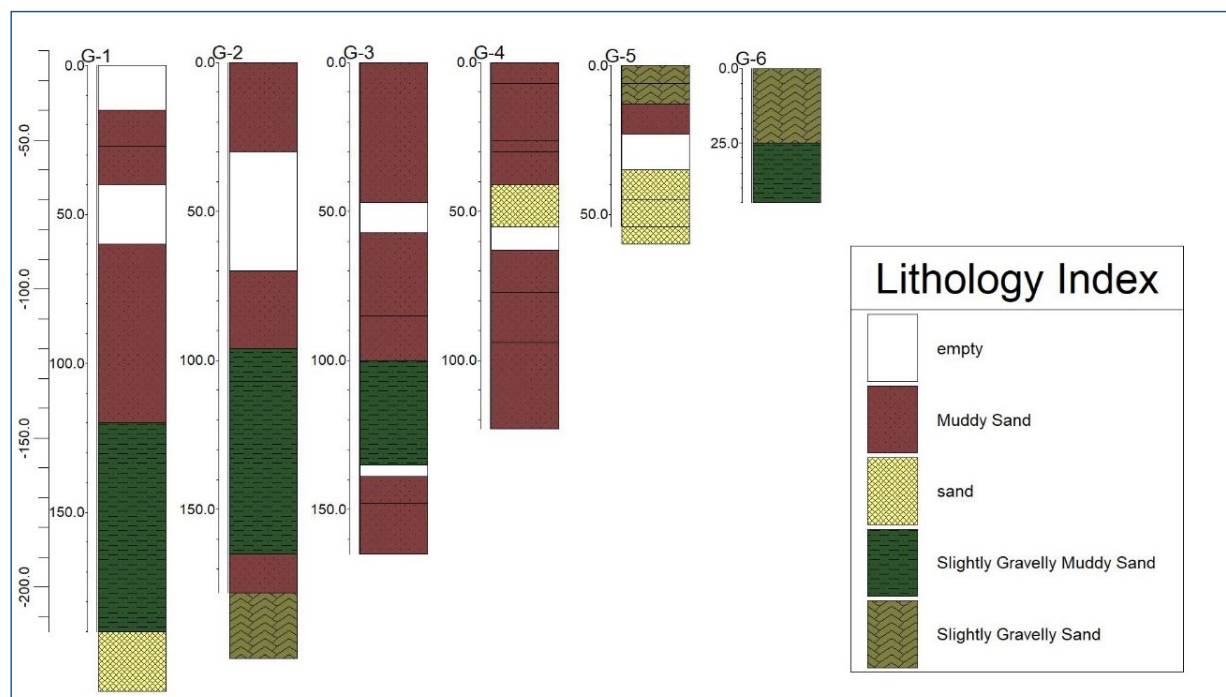 G-1
0.0
50.0
100.0
150.0
G-2
0.0
50.0
100.0
150.0
G-3
0.0
50.0
100.0
150.0
G-4
0.0
50.0
100.0
G-5
0.0
50.0
G-6
0.0
25.0
-50.0
-100.0
-150.0
-200.0
Lithology Index
empty
Muddy Sand
sand
Slightly Gravelly Muddy Sand
Slightly Gravelly Sand